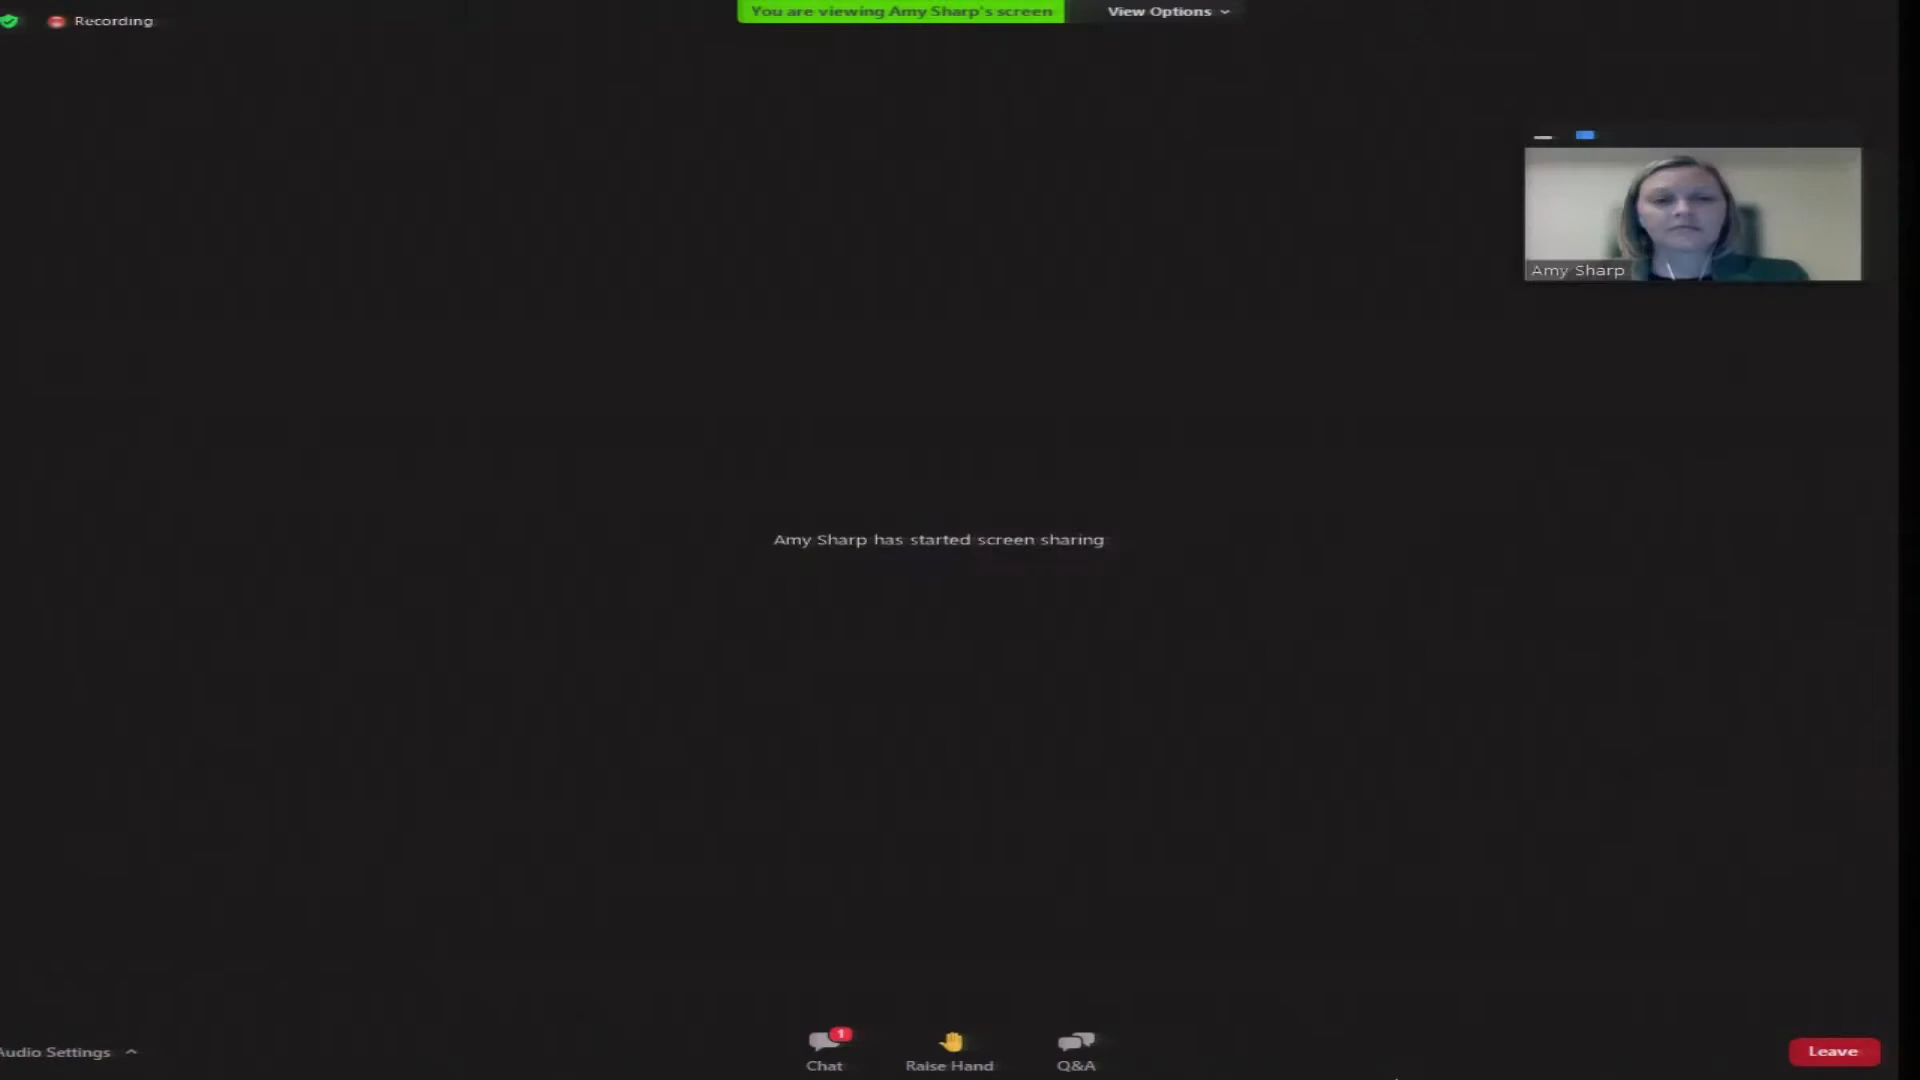 Recording
You are viewing Amy Sharp's screen
View Options
Amy Sharp
Amy Sharp has started screen sharing
Audio Settings
1
Chat
Raise Hand
Q&A
Leave